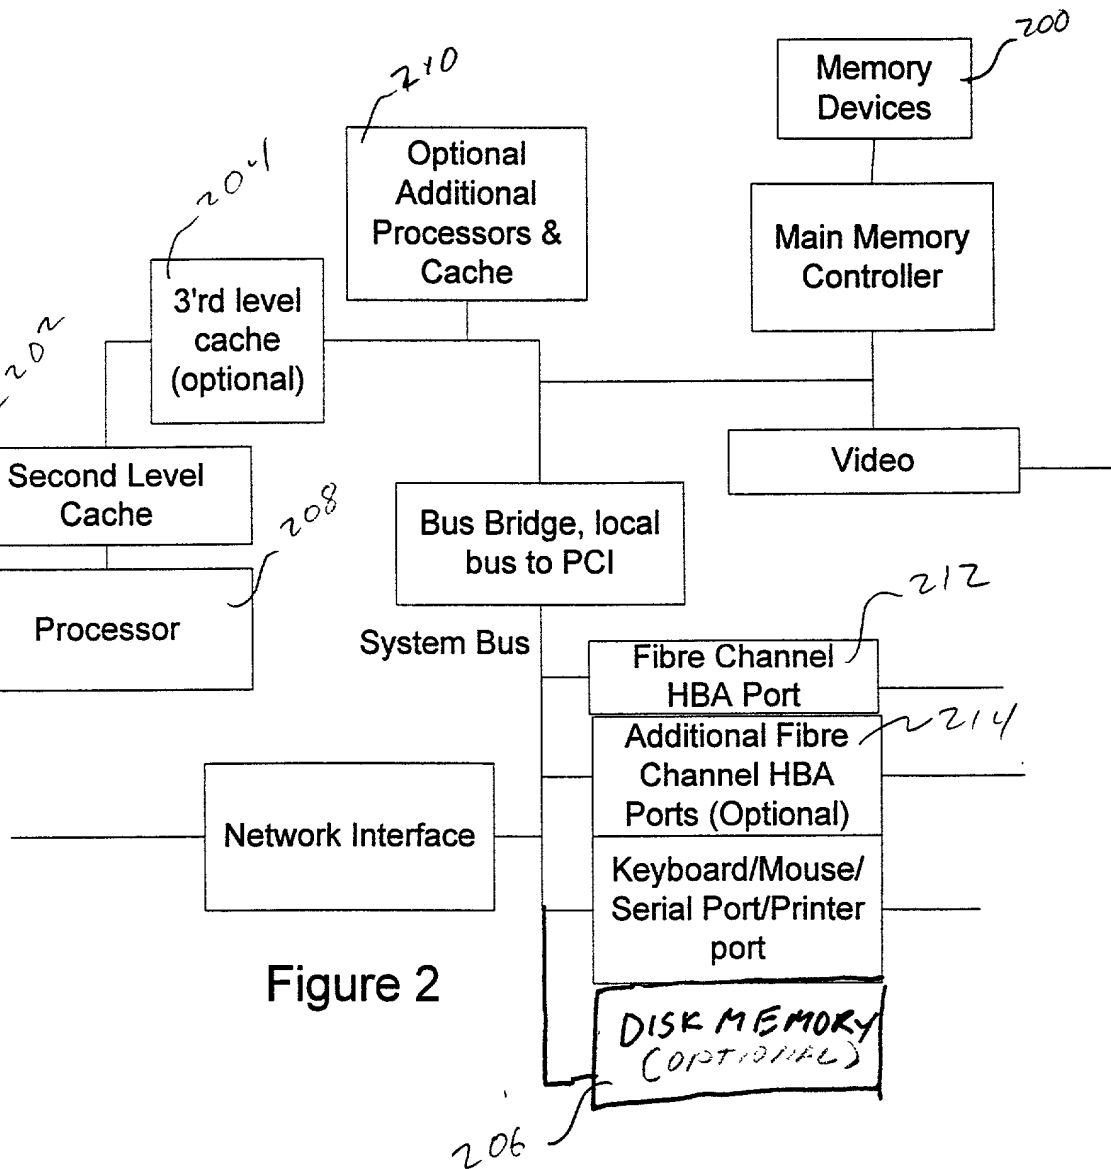 200
Memory
Devices
210
Optional
Additional
Processors &
Cache
204
3'rd level
cache
(optional)
Main Memory
Controller
202
Second Level
Cache
Video
208
Processor
Bus Bridge, local
bus to PCI
System Bus
212
Fibre Channel
HBA Port
214
Additional Fibre
Channel HBA
Ports (Optional)
Network Interface
Keyboard/Mouse/
Serial Port/Printer
port
Figure 2
DISK MEMORY
(OPTIONAL)
206